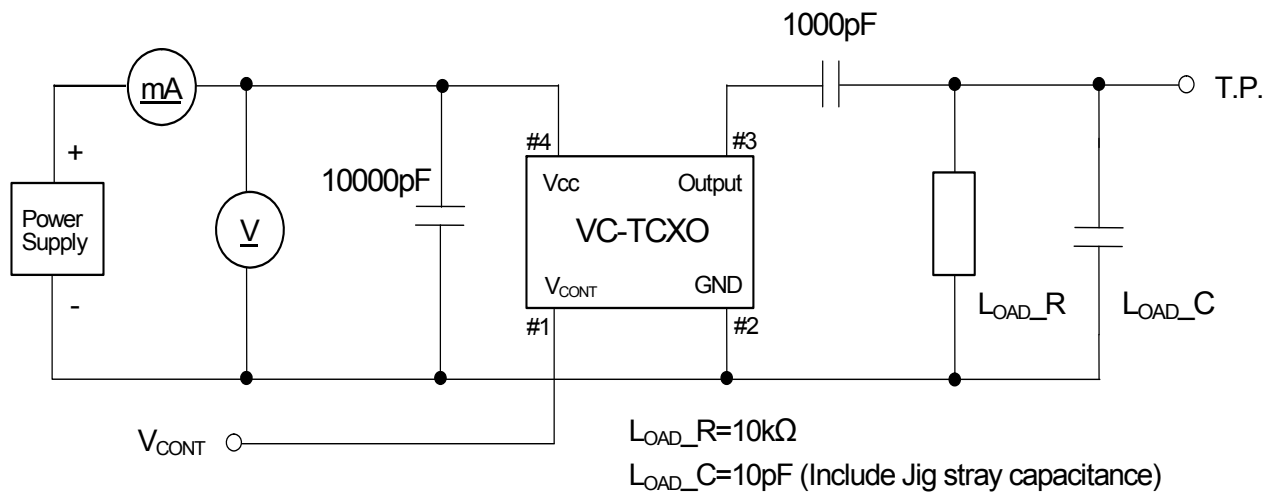 1000pF
mA
T.P.
#4
#3
+
10000pF
Vcc
Output
Power
Supply
V
VC-TCXO
VCONT
GND
-
#1
#2
LOAD_R
LOAD_C
VCONT
LOAD_R=10kΩ
LOAD_C=10pF (Include Jig stray capacitance)